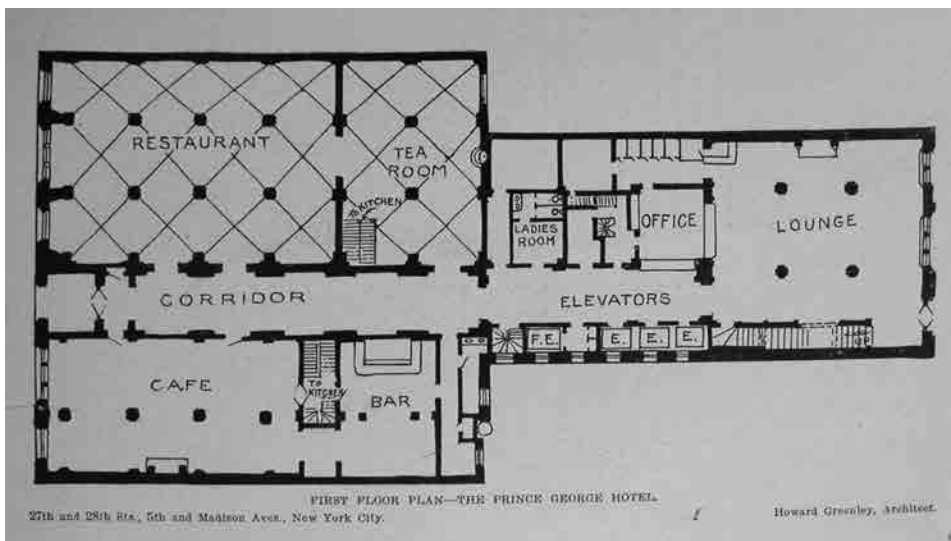 RESTAURANT
TEA
ROOM
TO KITCHEN
LADIES
ROOM
OFFICE
LOUNGE
CORRIDOR
ELEVATORS
F.E.
E.
E.
E.
CAFE
TO
KITCHEN
BAR
FIRST FLOOR PLAN—THE PRINCE GEORGE HOTEL.
27th and 28th Sts., 5th and Madison Aves., New York City.
Howard Greenley, Architect.